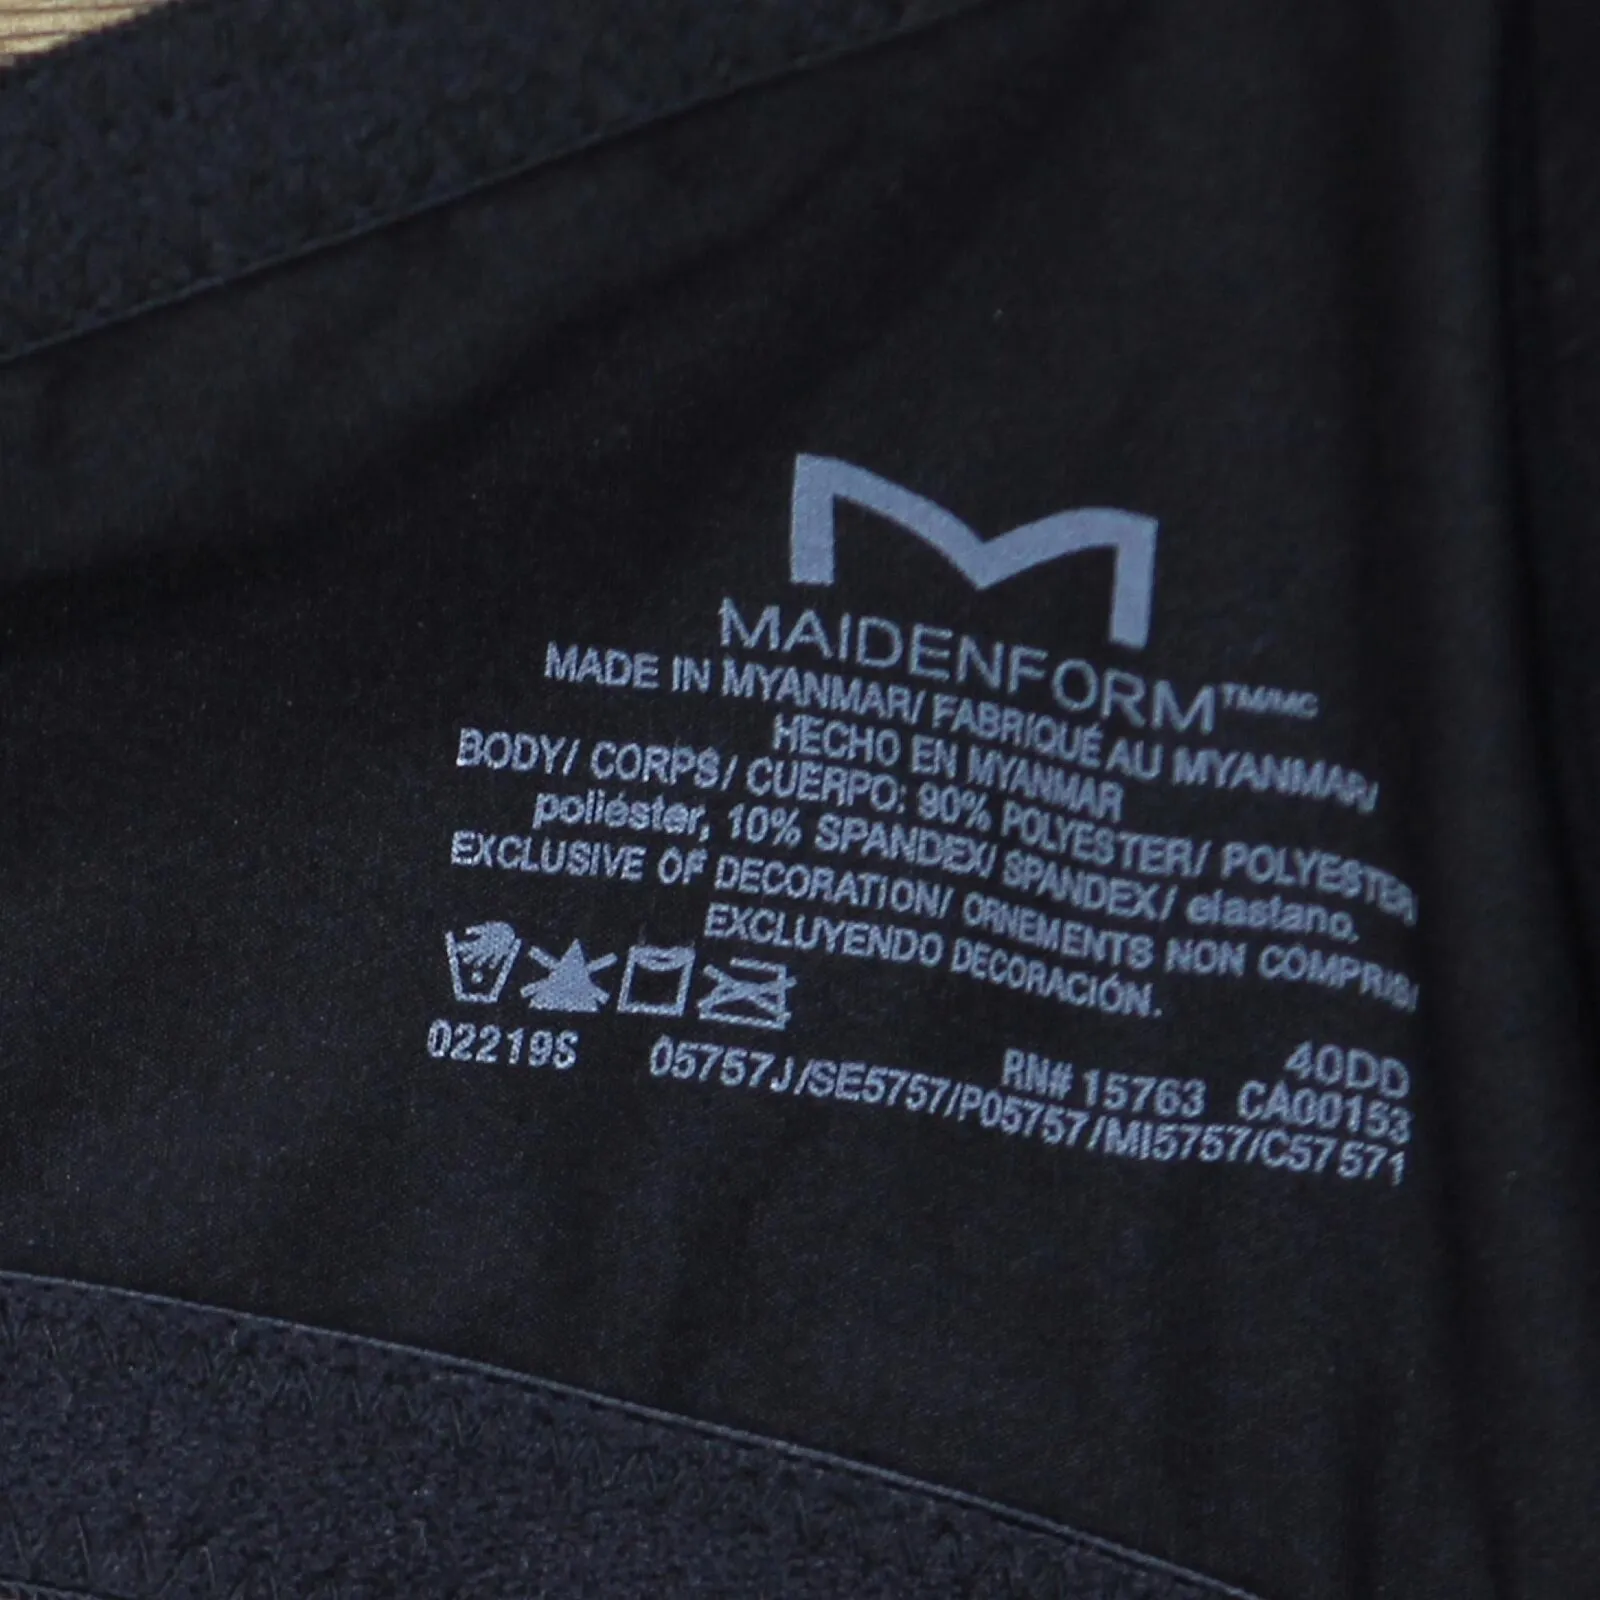 MAIDENFORM™/MC
MADE IN MYANMAR/ FABRIQUÉ AU MYANMAR/
HECHO EN MYANMAR
BODY/ CORPS/ CUERPO: 90% POLYESTER/ POLYESTER
poliéster, 10% SPANDEX/ SPANDEX/ elastano.
EXCLUSIVE OF DECORATION/ ORNEMENTS NON COMPRIS/
EXCLUYENDO DECORACIÓN.
40DD
RN# 15763 CA00153
02219S 05757J/SE5757/P05757/MI5757/C57571